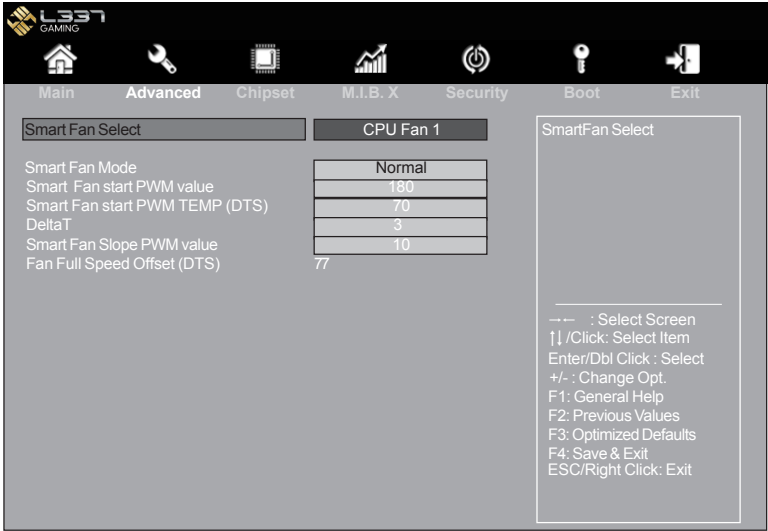 L337
GAMING
Main Advanced Chipset M.I.B. X Security Boot Exit
Smart Fan Select CPU Fan 1
Smart Fan Mode Normal
Smart Fan start PWM value 180
Smart Fan start PWM TEMP (DTS) 70
DeltaT 3
Smart Fan Slope PWM value 10
Fan Full Speed Offset (DTS) 77
SmartFan Select
→← : Select Screen
↑↓/Click: Select Item
Enter/Dbl Click : Select
+/- : Change Opt.
F1: General Help
F2: Previous Values
F3: Optimized Defaults
F4: Save & Exit
ESC/Right Click: Exit